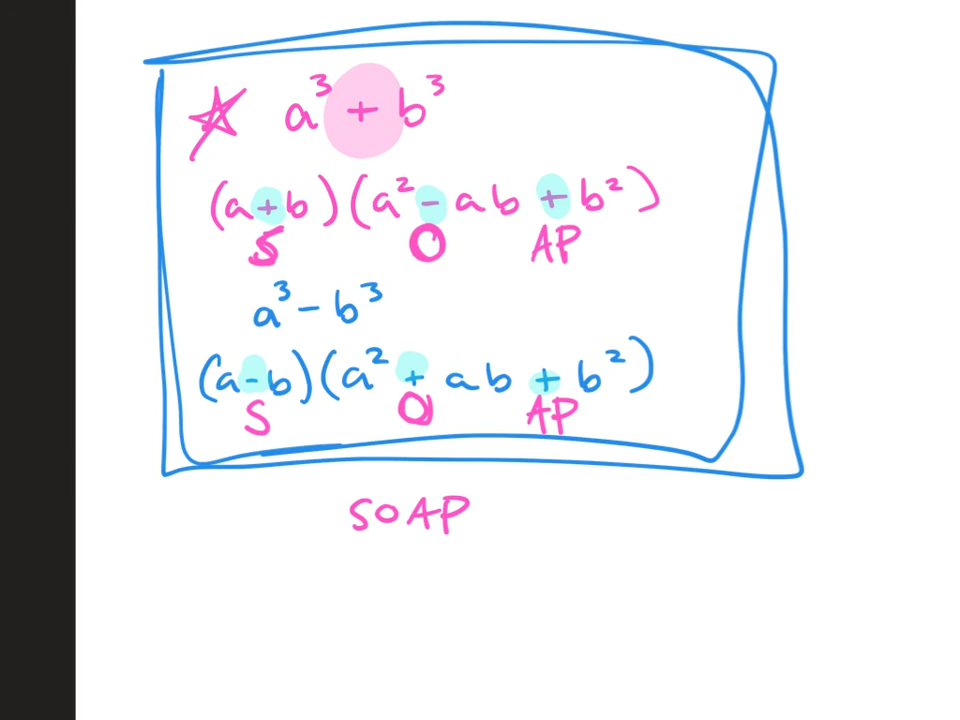 ☆ a³ + b³
(a + b)(a² - ab + b²)
S O AP
a³ - b³
(a - b)(a² + ab + b²)
S O AP
SOAP